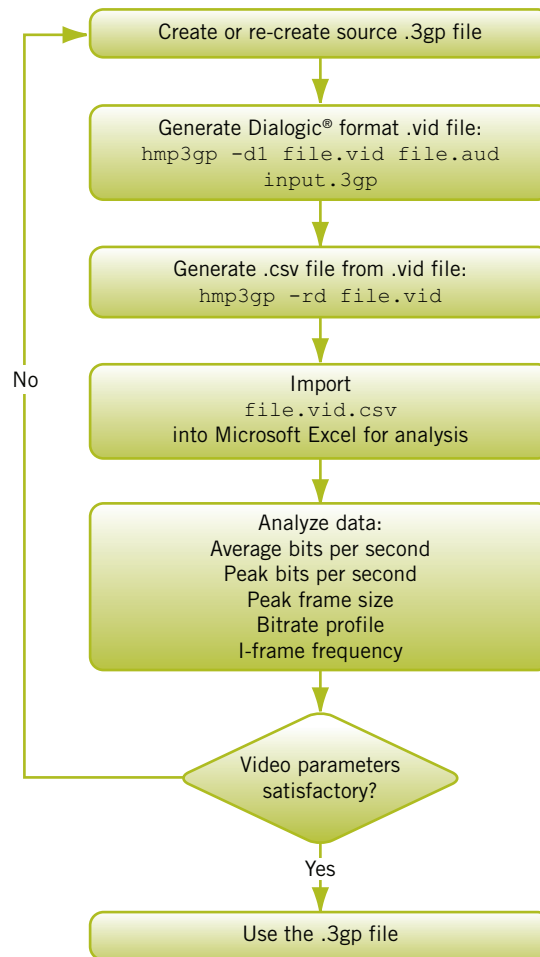 Create or re-create source .3gp file
Generate Dialogic® format .vid file:
hmp3gp -d1 file.vid file.aud
input.3gp
Generate .csv file from .vid file:
hmp3gp -rd file.vid
No
Import
file.vid.csv
into Microsoft Excel for analysis
Analyze data:
Average bits per second
Peak bits per second
Peak frame size
Bitrate profile
I-frame frequency
Video parameters
satisfactory?
Yes
Use the .3gp file